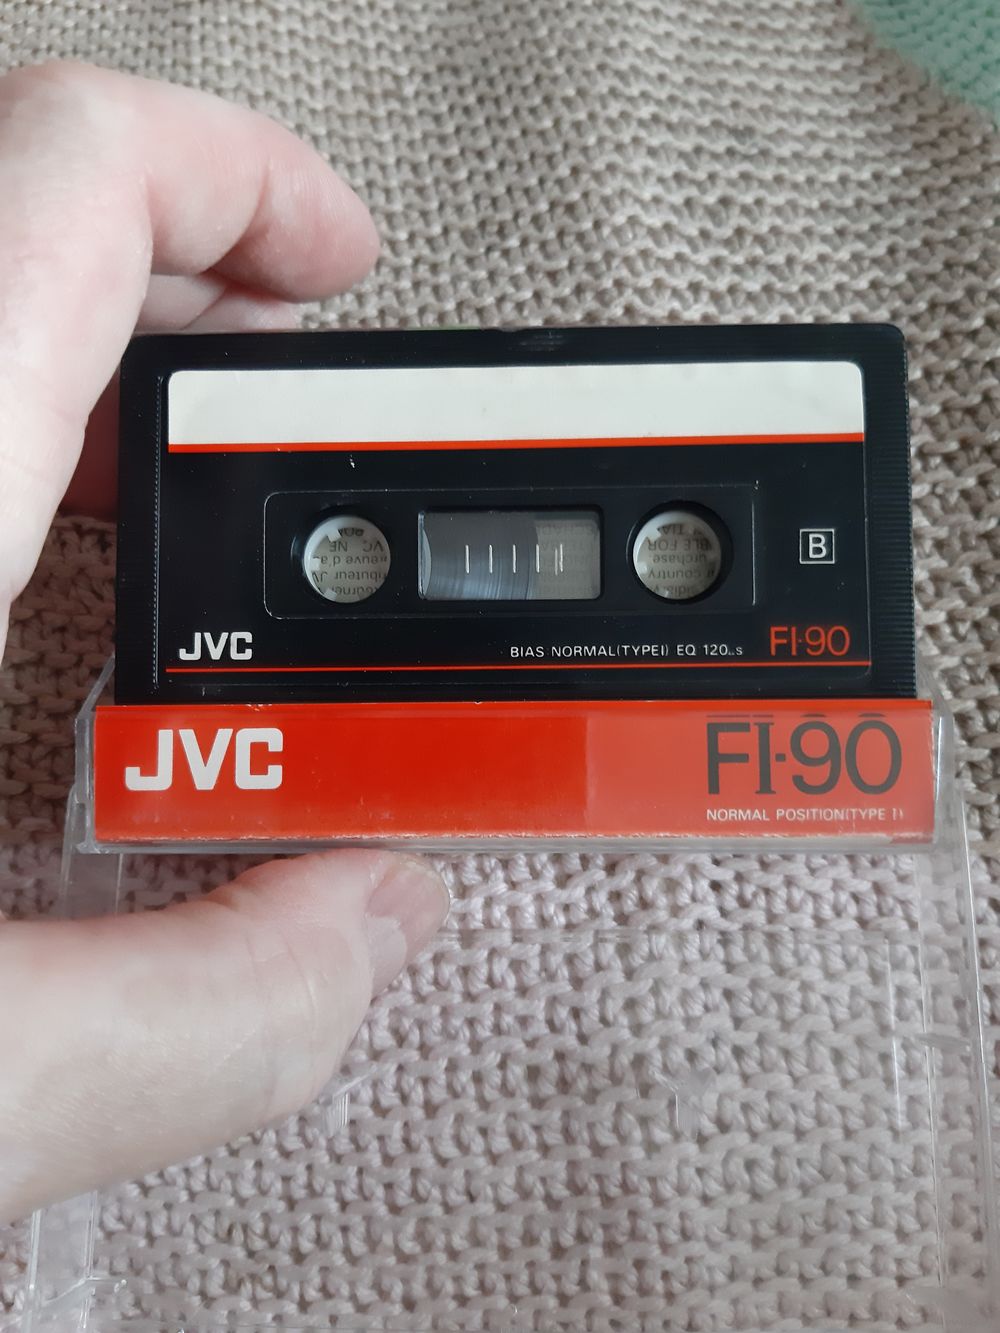 B
JVC
BIAS NORMAL(TYPEI) EQ 120μs
FI-90
JVC
FI-90
NORMAL POSITION(TYPE I)